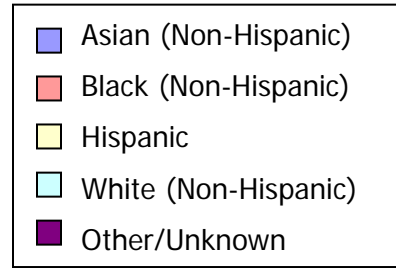 Asian (Non-Hispanic)
Black (Non-Hispanic)
Hispanic
White (Non-Hispanic)
Other/Unknown